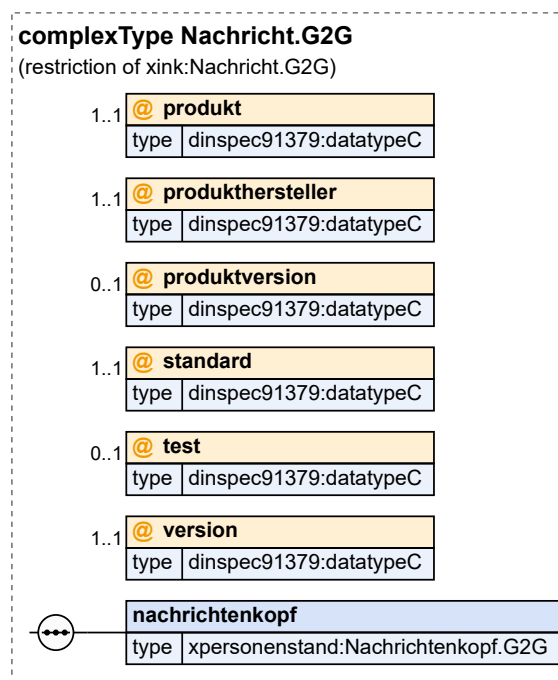 complexType Nachricht.G2G
(restriction of xink:Nachricht.G2G)
1..1 @ produkt
type dinspec91379:datatypeC
1..1 @ produkthersteller
type dinspec91379:datatypeC
0..1 @ produktversion
type dinspec91379:datatypeC
1..1 @ standard
type dinspec91379:datatypeC
0..1 @ test
type dinspec91379:datatypeC
1..1 @ version
type dinspec91379:datatypeC
nachrichtenkopf
type xpersonenstand:Nachrichtenkopf.G2G